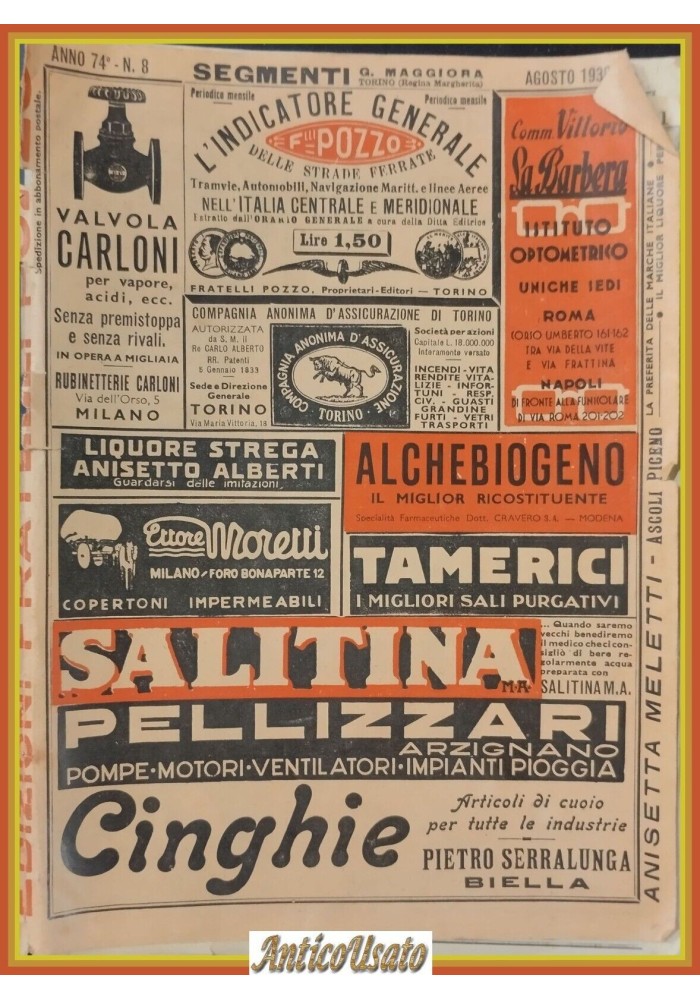 ANNO 74° - N. 8
SEGMENTI G. MAGGIORA
TORINO (Regina Margherita)
AGOSTO 193
Spedizione in abbonamento postale.
VALVOLA
CARLONI
per vapore,
acidi, ecc.
Senza premistoppa
e senza rivali.
IN OPERA A MIGLIAIA
RUBINETTERIE CARLONI
Via dell'Orso, 5
MILANO
Periodico mensile
Periodico mensile
L'INDICATORE GENERALE
F.lli POZZO
DELLE STRADE FERRATE
Tramvie, Automobili, Navigazione Maritt. e linee Aeree
NELL'ITALIA CENTRALE E MERIDIONALE
Estratto dall'ORARIO GENERALE a cura della Ditta Editrice
Lire 1,50
FRATELLI POZZO, Proprietari-Editori — TORINO
COMPAGNIA ANONIMA D'ASSICURAZIONE DI TORINO
AUTORIZZATA
da S. M. il
Re CARLO ALBERTO
RR. Patenti
5 Gennaio 1833
Sede e Direzione
Generale
TORINO
Via Maria Vittoria, 18
COMPAGNIA ANONIMA D'ASSICURAZIONE
TORINO
Società per azioni
Capitale L. 18.000.000
interamente versato
INCENDI - VITA
RENDITE VITA-
LIZIE - INFOR-
TUNI - RESP.
CIV. - GUASTI
GRANDINE
FURTI - VETRI
TRASPORTI
Comm. Vittorio
La Barbera
ISTITUTO
OPTOMETRICO
UNICHE SEDI
ROMA
CORSO UMBERTO 161-162
TRA VIA DELLA VITE
E VIA FRATTINA
NAPOLI
DI FRONTE ALLA FUNICOLARE
DI VIA ROMA 201-202
LIQUORE STREGA
ANISETTO ALBERTI
Guardarsi delle imitazioni.
ALCHEBIOGENO
IL MIGLIOR RICOSTITUENTE
Specialità Farmaceutiche Dott. CRAVERO S. A. — MODENA
Ettore Moretti
MILANO - FORO BONAPARTE 12
COPERTONI IMPERMEABILI
TAMERICI
I MIGLIORI SALI PURGATIVI
SALITINA
M.A.
... Quando saremo
vecchi benediremo
il medico che ci con-
sigliò di bere re-
golarmente acqua
preparata con
SALITINA M.A.
PELLIZZARI
ARZIGNANO
POMPE·MOTORI·VENTILATORI·IMPIANTI PIOGGIA
Cinghie
Articoli di cuoio
per tutte le industrie
PIETRO SERRALUNGA
BIELLA
ANISETTA MELETTI - ASCOLI PICENO
LA PREFERITA DELLE MARCHE ITALIANE
IL MIGLIOR LIQUORE PER
EDIZIONI FRATELLI POZZO
AnticoUsato